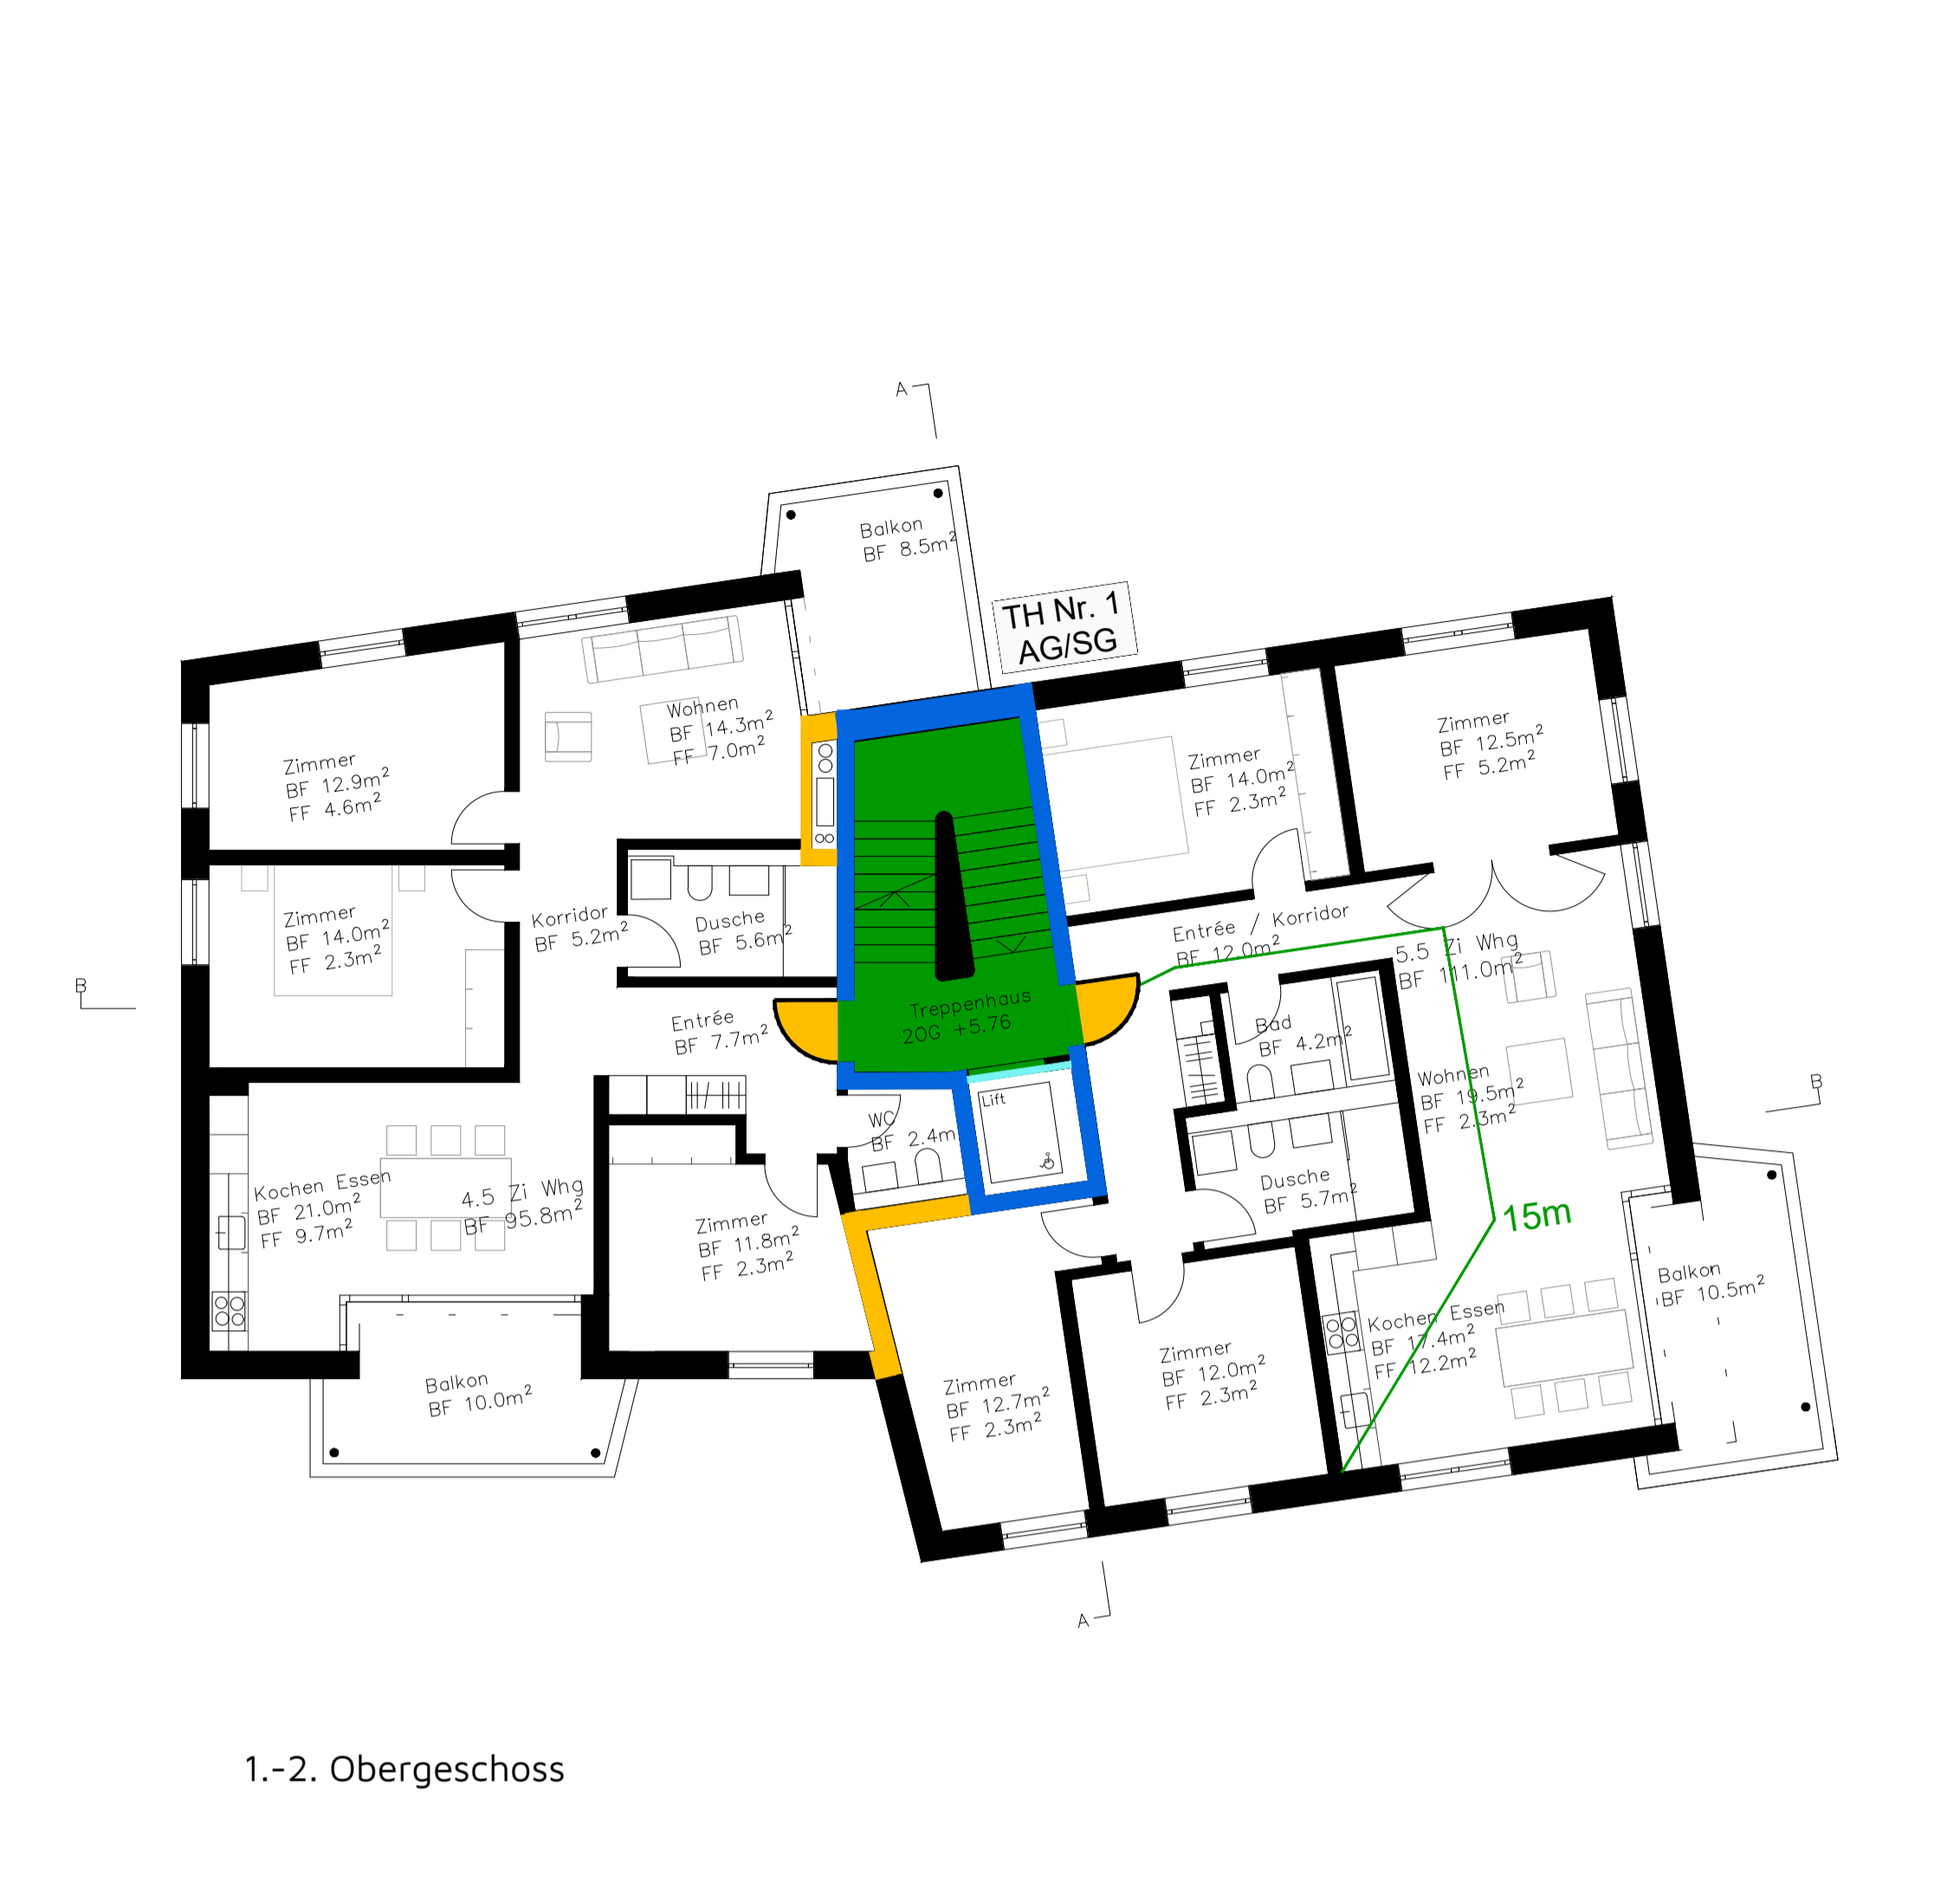 A
Balkon
BF 8.5m²
TH Nr. 1
AG/SG
Wohnen
BF 14.3m²
FF 7.0m²
Zimmer
BF 12.9m²
FF 4.6m²
Zimmer
BF 14.0m²
FF 2.3m²
Zimmer
BF 12.5m²
FF 5.2m²
Zimmer
BF 14.0m²
FF 2.3m²
Korridor
BF 5.2m²
Dusche
BF 5.6m²
Entrée / Korridor
BF 12.0m²
5.5 Zi Whg
BF 111.0m²
B
Entrée
BF 7.7m²
Treppenhaus
2OG +5.76
Bad
BF 4.2m²
Wohnen
BF 19.5m²
FF 2.3m²
B
Lift
WC
BF 2.4m
Kochen Essen
BF 21.0m²
FF 9.7m²
4.5 Zi Whg
BF 95.8m²
Zimmer
BF 11.8m²
FF 2.3m²
Dusche
BF 5.7m²
15m
Balkon
BF 10.5m²
Kochen Essen
BF 17.4m²
FF 12.2m²
Balkon
BF 10.0m²
Zimmer
BF 12.7m²
FF 2.3m²
Zimmer
BF 12.0m²
FF 2.3m²
A
1.-2. Obergeschoss